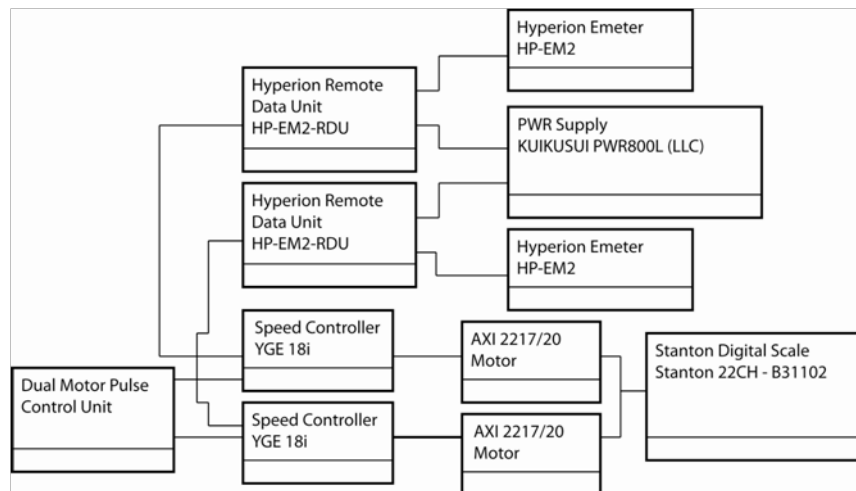 Hyperion Emeter
HP-EM2
Hyperion Remote
Data Unit
HP-EM2-RDU
PWR Supply
KUIKUSUI PWR800L (LLC)
Hyperion Remote
Data Unit
HP-EM2-RDU
Hyperion Emeter
HP-EM2
Speed Controller
YGE 18i
AXI 2217/20
Motor
Stanton Digital Scale
Stanton 22CH - B31102
Dual Motor Pulse
Control Unit
Speed Controller
YGE 18i
AXI 2217/20
Motor